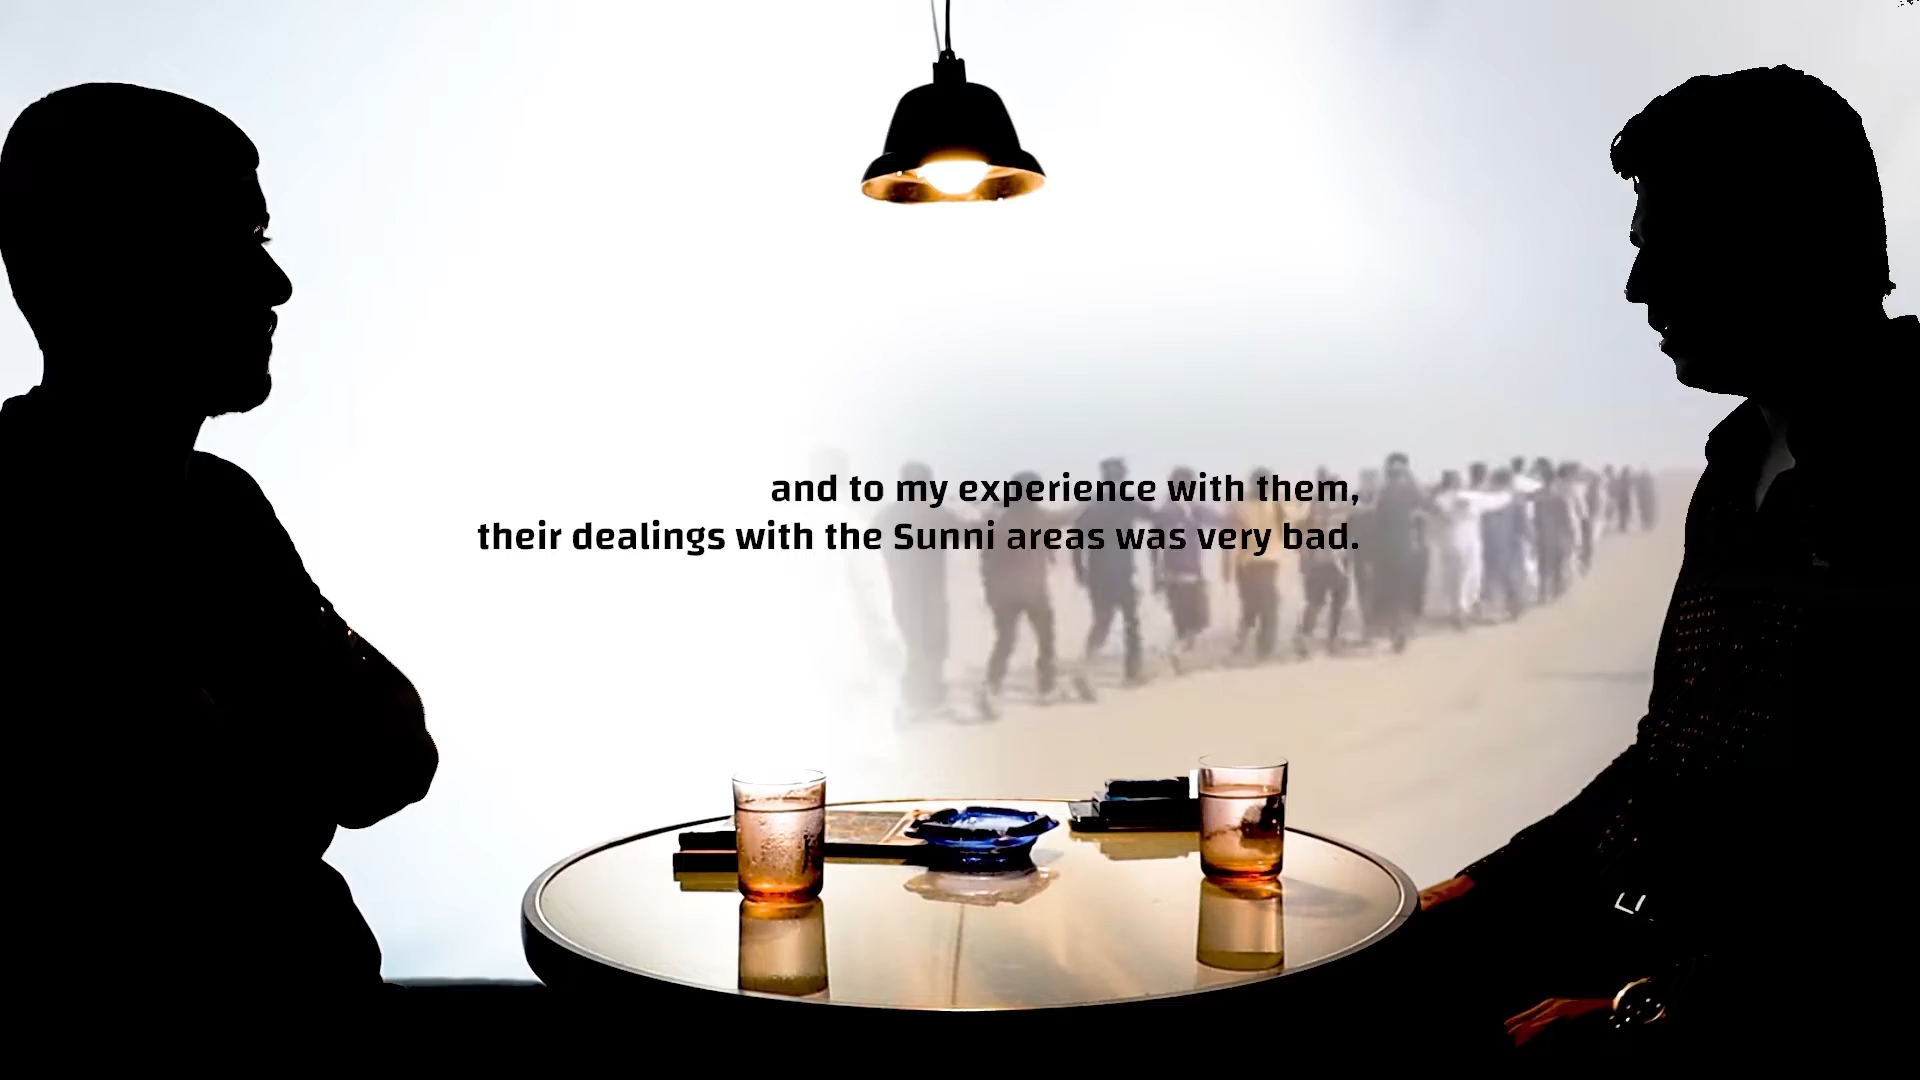 and to my experience with them,
their dealings with the Sunni areas was very bad.